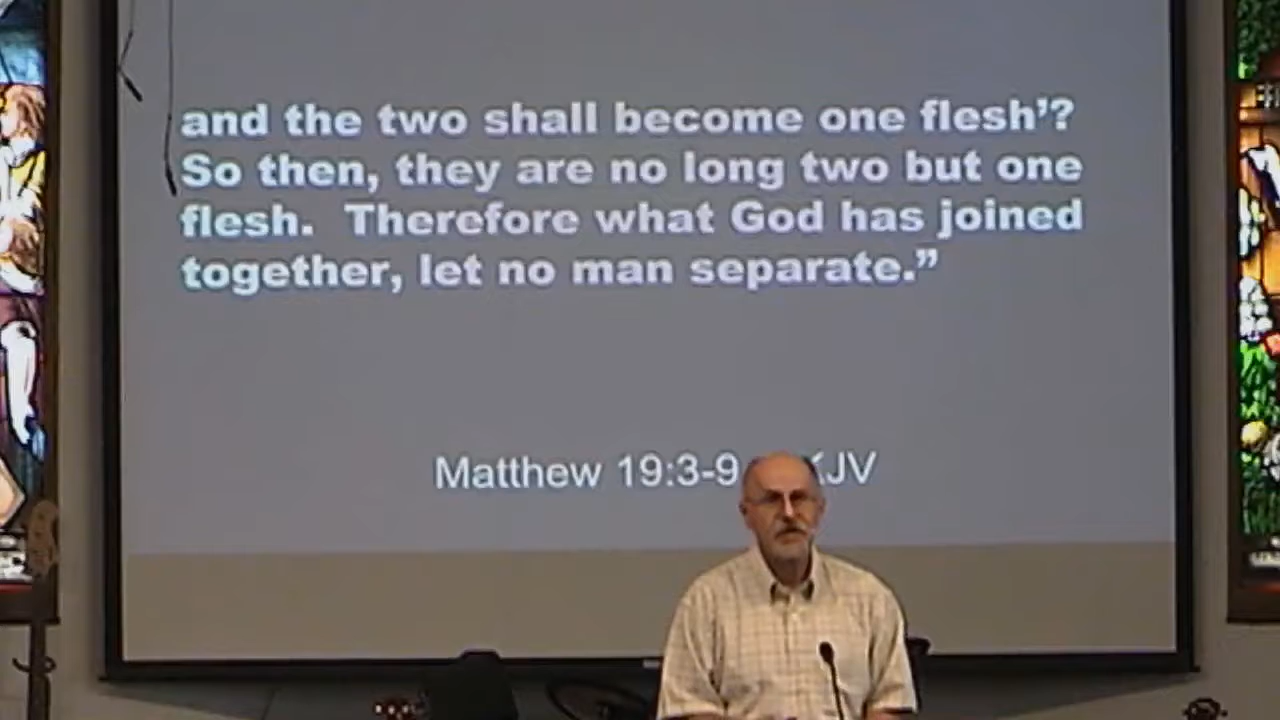 and the two shall become one flesh’?
So then, they are no long two but one
flesh. Therefore what God has joined
together, let no man separate.”
Matthew 19:3-9 KJV